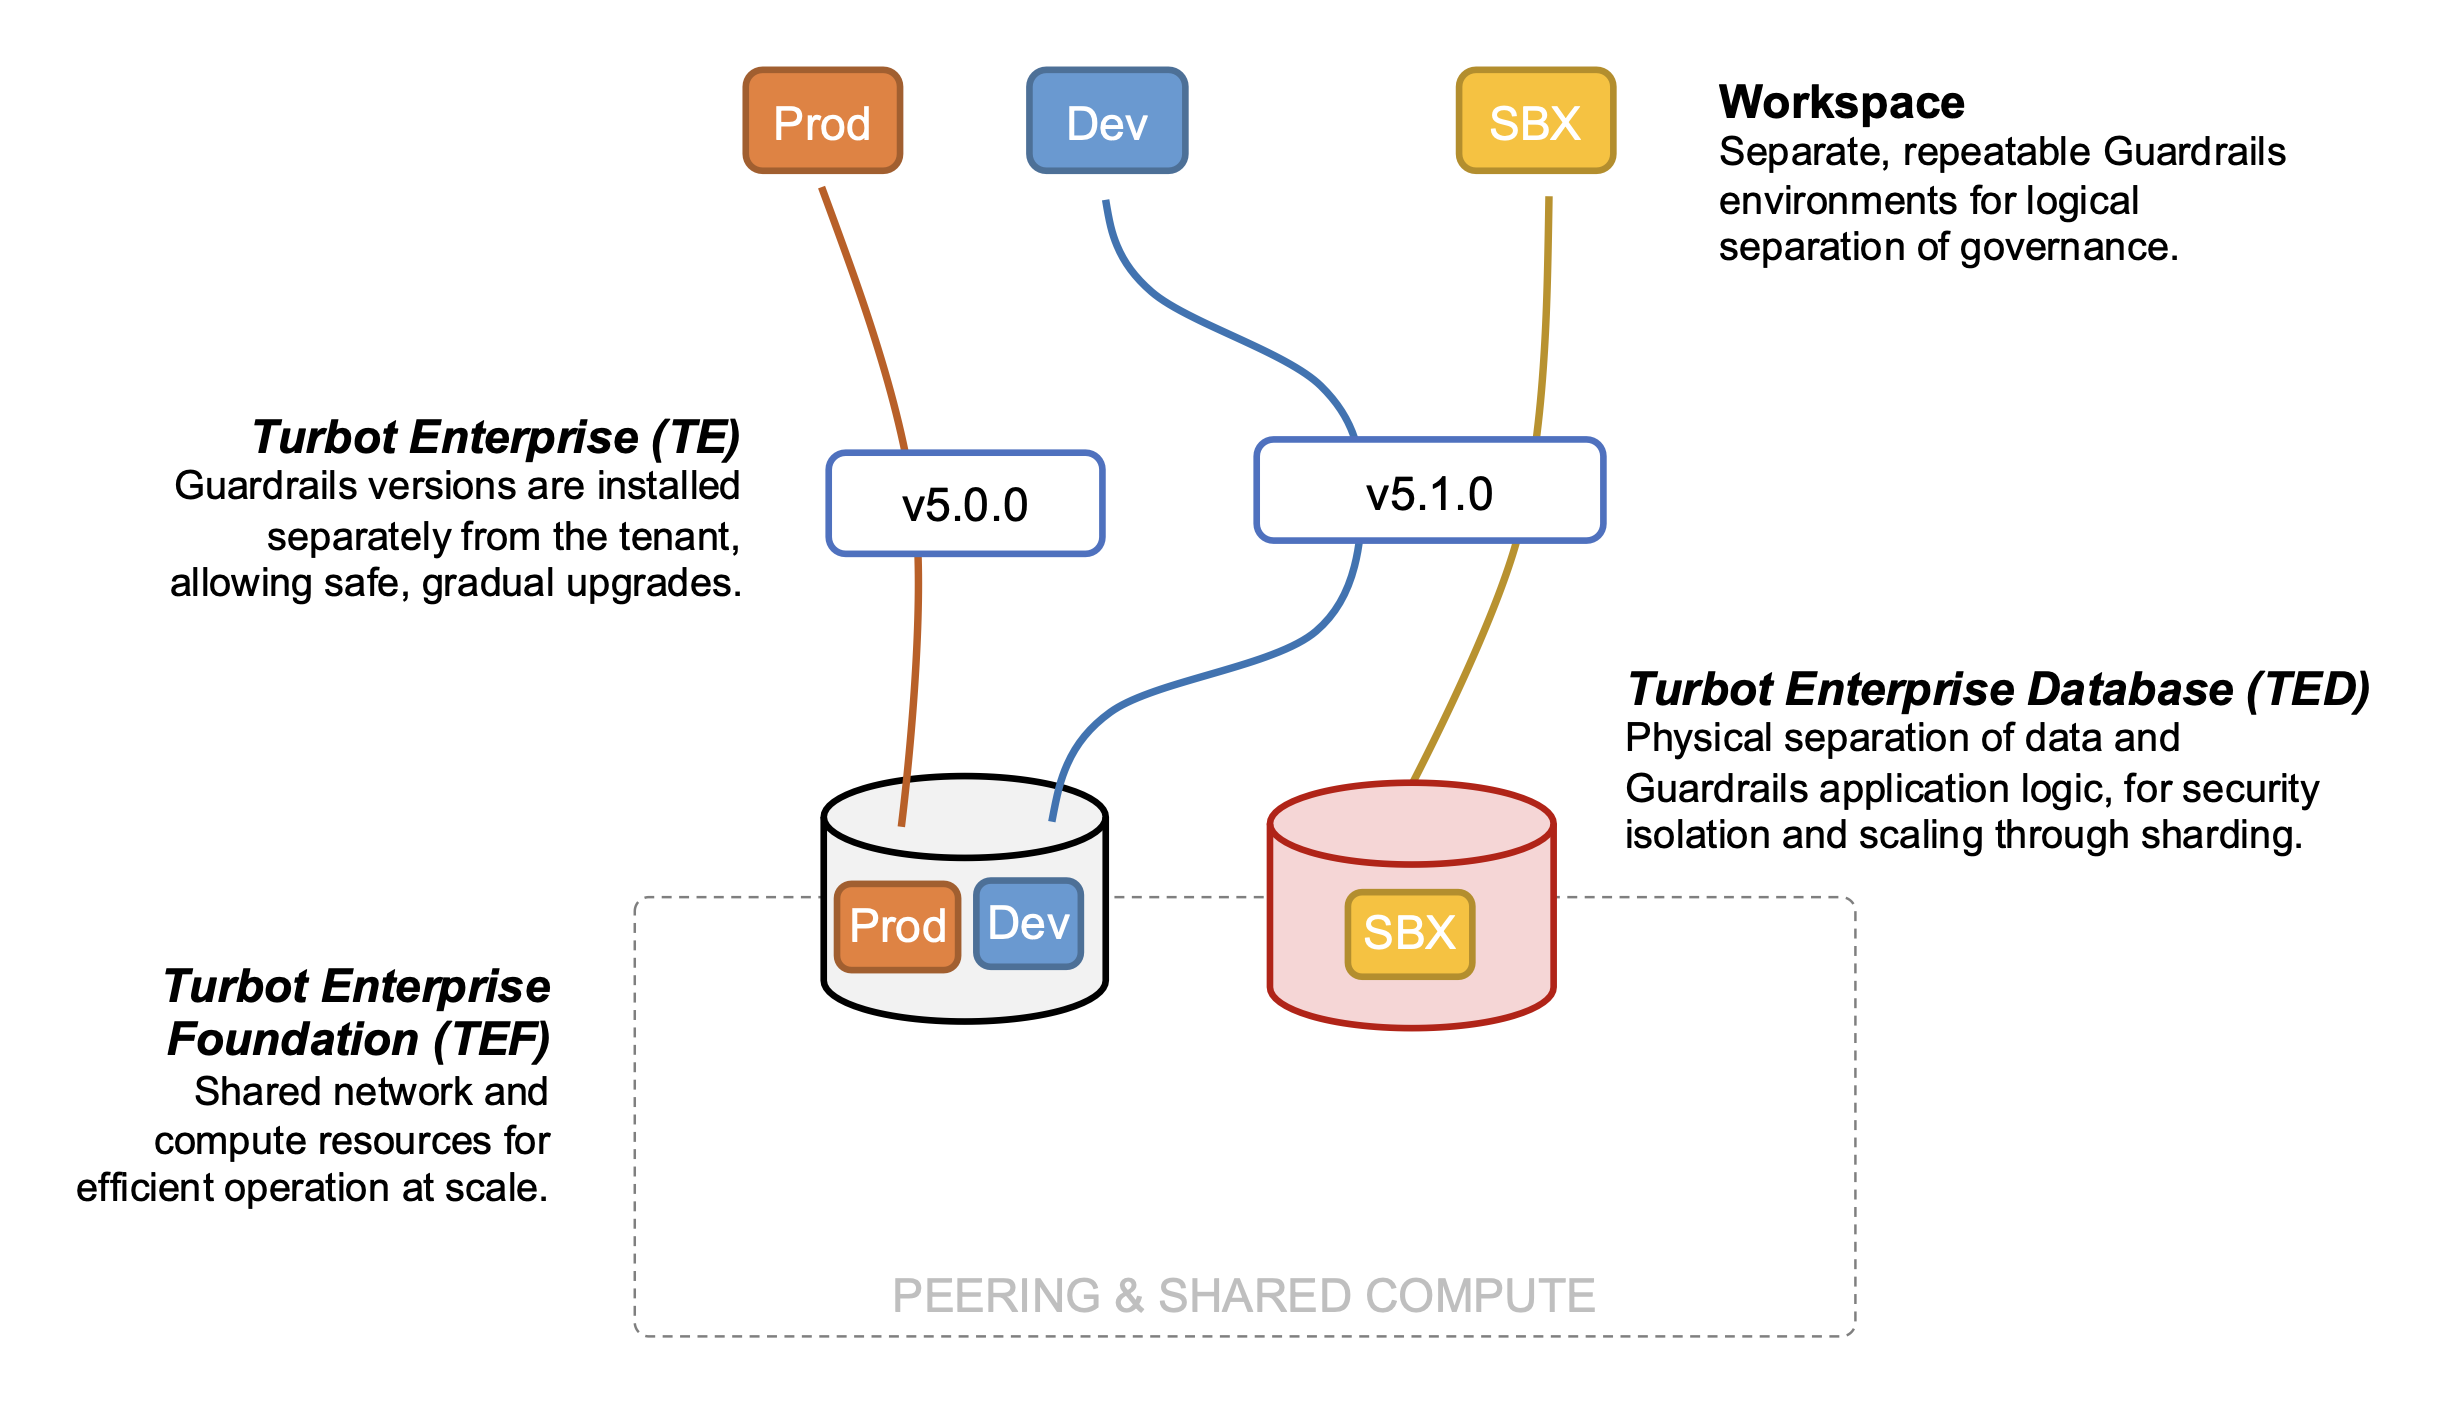 Prod
Dev
SBX
Workspace
Separate, repeatable Guardrails
environments for logical
separation of governance.
Turbot Enterprise (TE)
Guardrails versions are installed
separately from the tenant,
allowing safe, gradual upgrades.
v5.0.0
v5.1.0
Turbot Enterprise Database (TED)
Physical separation of data and
Guardrails application logic, for security
isolation and scaling through sharding.
Prod
Dev
SBX
Turbot Enterprise
Foundation (TEF)
Shared network and
compute resources for
efficient operation at scale.
PEERING & SHARED COMPUTE